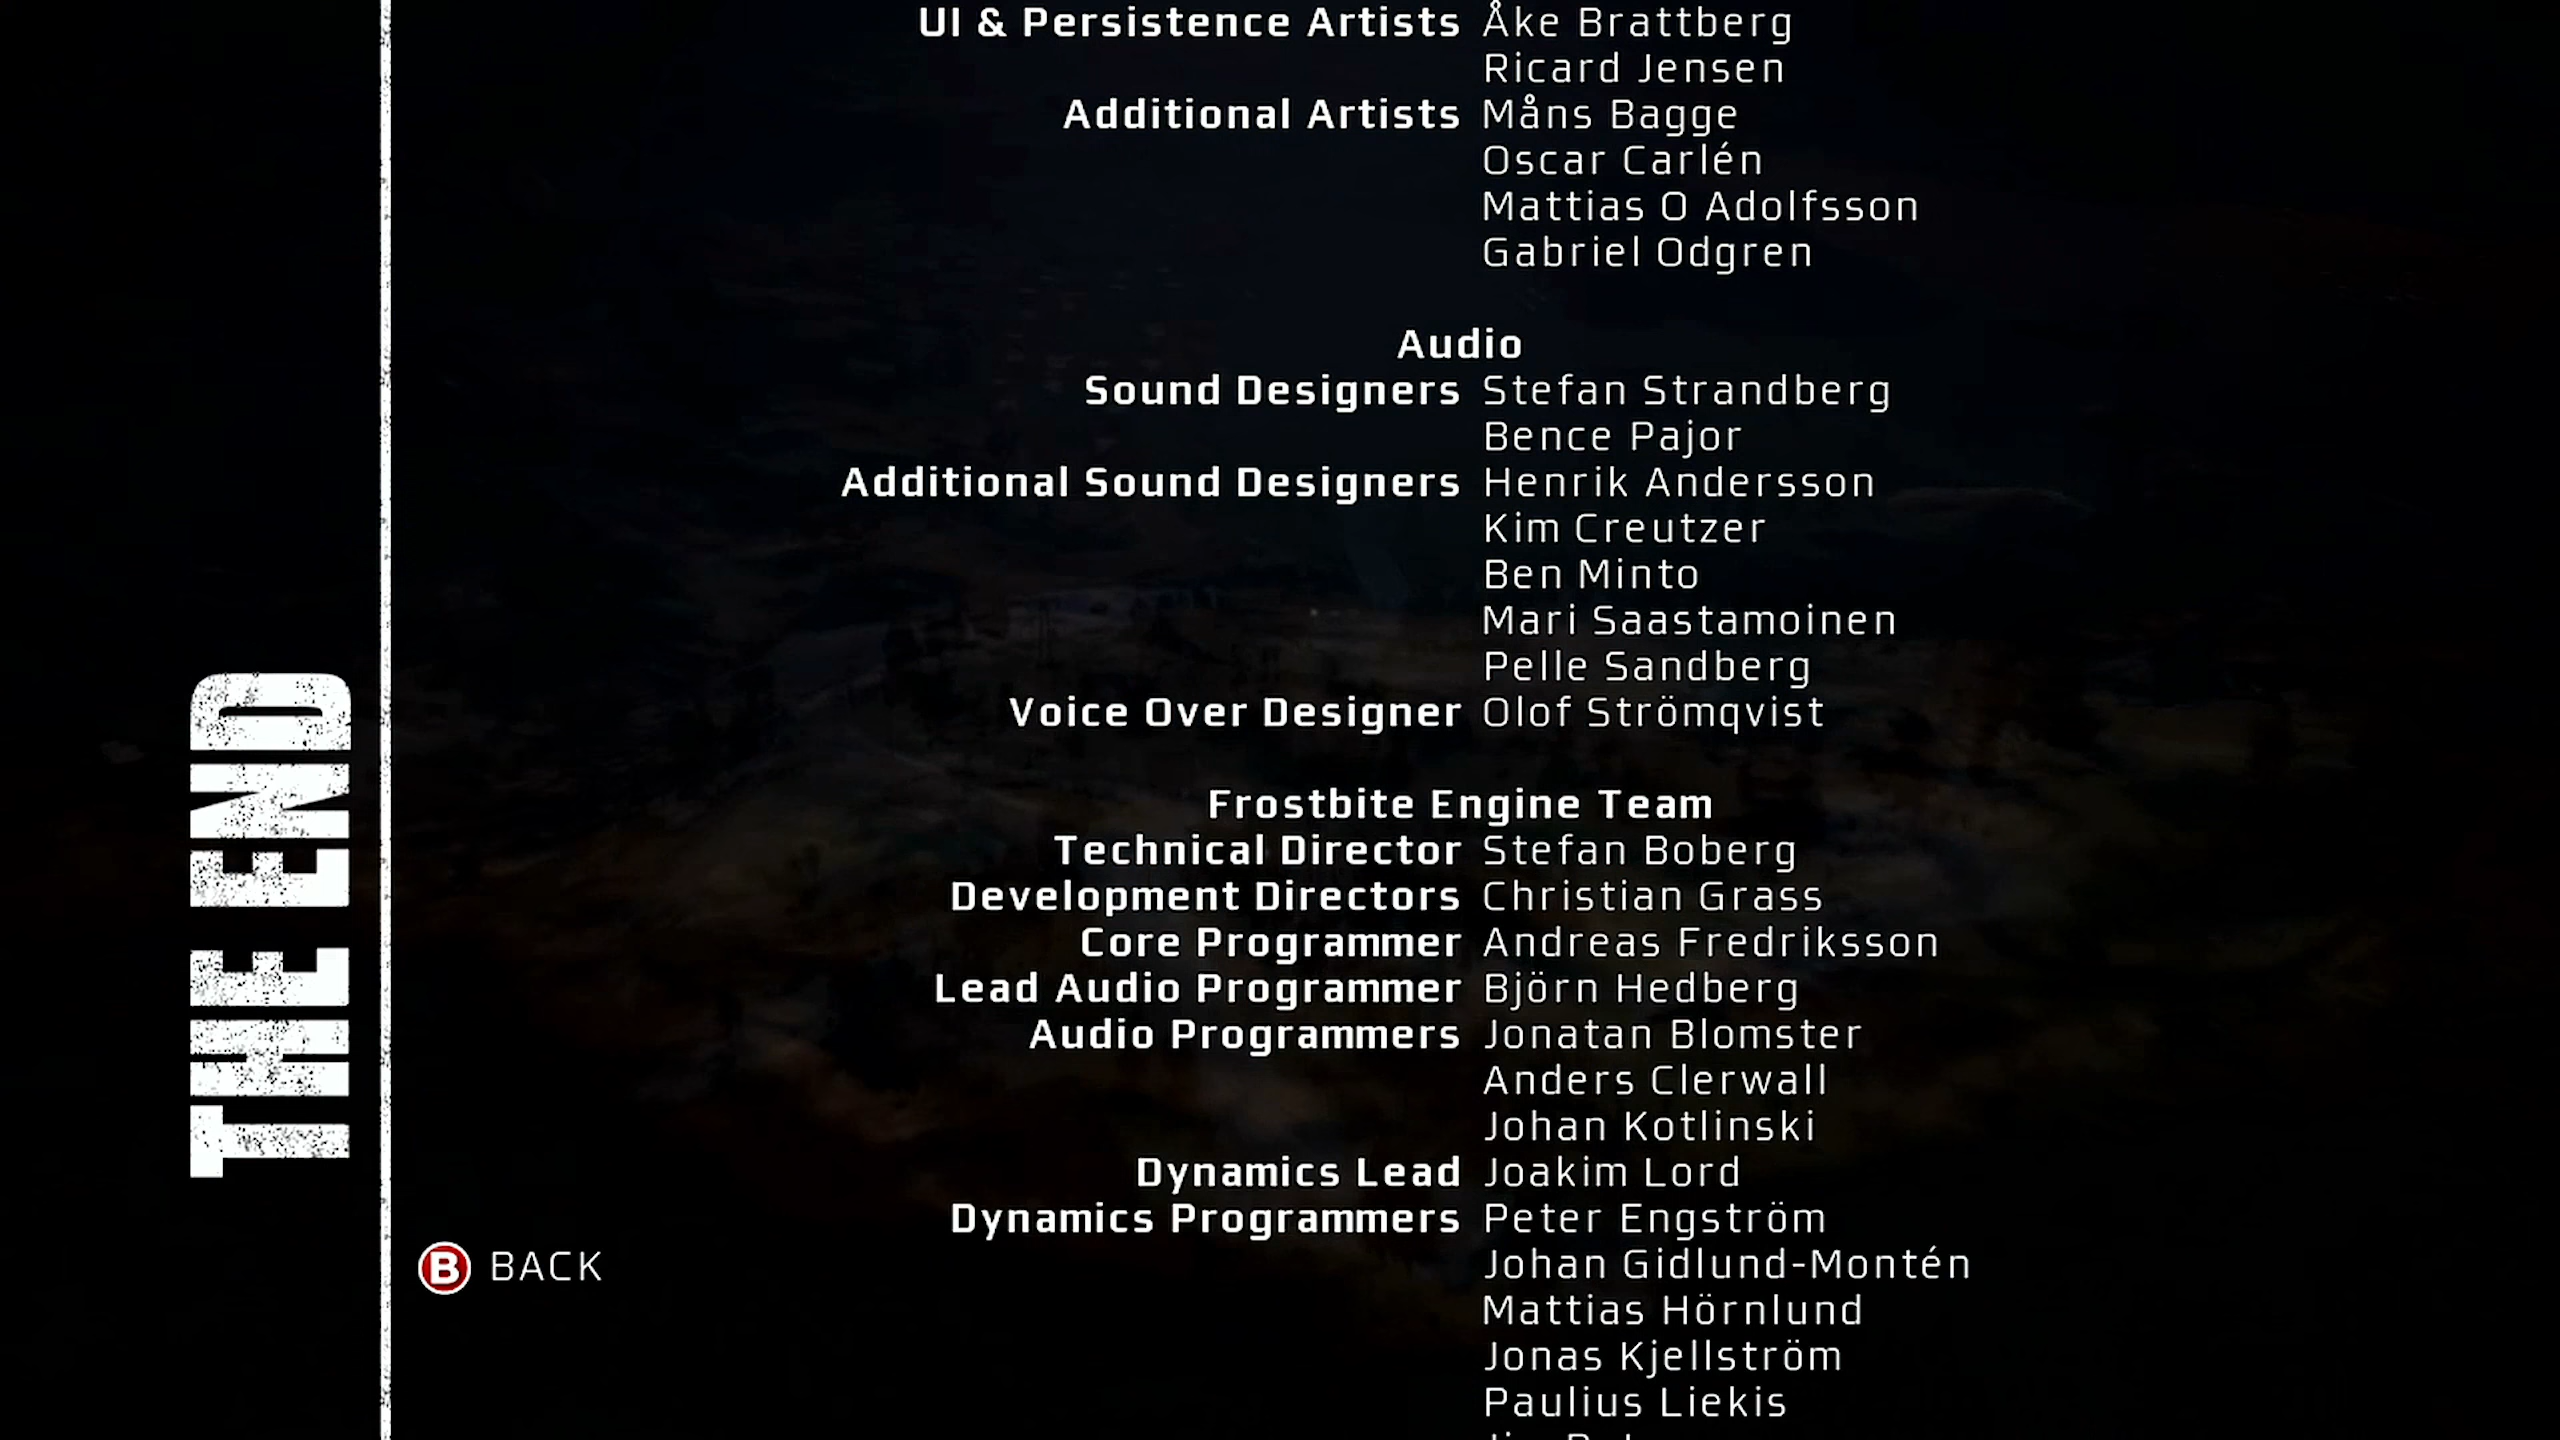 UI & Persistence Artists Åke Brattberg
Ricard Jensen
Additional Artists Måns Bagge
Oscar Carlén
Mattias O Adolfsson
Gabriel Odgren
Audio
Sound Designers Stefan Strandberg
Bence Pajor
Additional Sound Designers Henrik Andersson
Kim Creutzer
Ben Minto
Mari Saastamoinen
Pelle Sandberg
Voice Over Designer Olof Strömqvist
Frostbite Engine Team
Technical Director Stefan Boberg
Development Directors Christian Grass
Core Programmer Andreas Fredriksson
Lead Audio Programmer Björn Hedberg
Audio Programmers Jonatan Blomster
Anders Clerwall
Johan Kotlinski
Dynamics Lead Joakim Lord
Dynamics Programmers Peter Engström
Johan Gidlund-Montén
Mattias Hörnlund
Jonas Kjellström
Paulius Liekis
THE END
B BACK